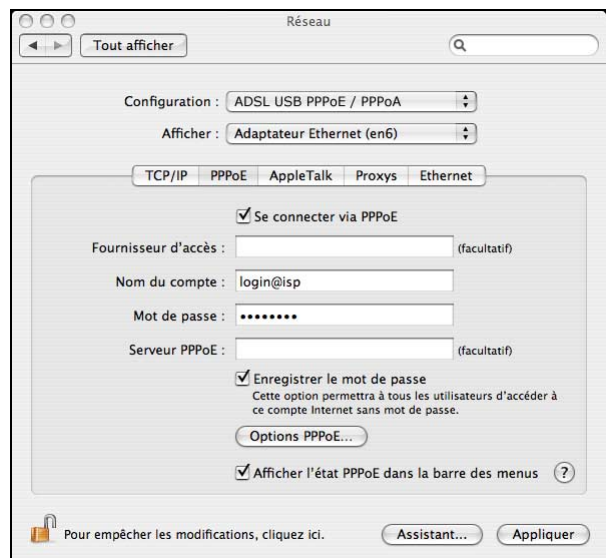 Réseau
Tout afficher
Configuration : ADSL USB PPPoE / PPPoA
Afficher : Adaptateur Ethernet (en6)
TCP/IP PPPoE AppleTalk Proxys Ethernet
Se connecter via PPPoE
Fournisseur d'accès : (facultatif)
Nom du compte : login@isp
Mot de passe : ••••••••
Serveur PPPoE : (facultatif)
Enregistrer le mot de passe
Cette option permettra à tous les utilisateurs d'accéder à
ce compte Internet sans mot de passe.
Options PPPoE...
Afficher l'état PPPoE dans la barre des menus ?
Pour empêcher les modifications, cliquez ici. Assistant... Appliquer